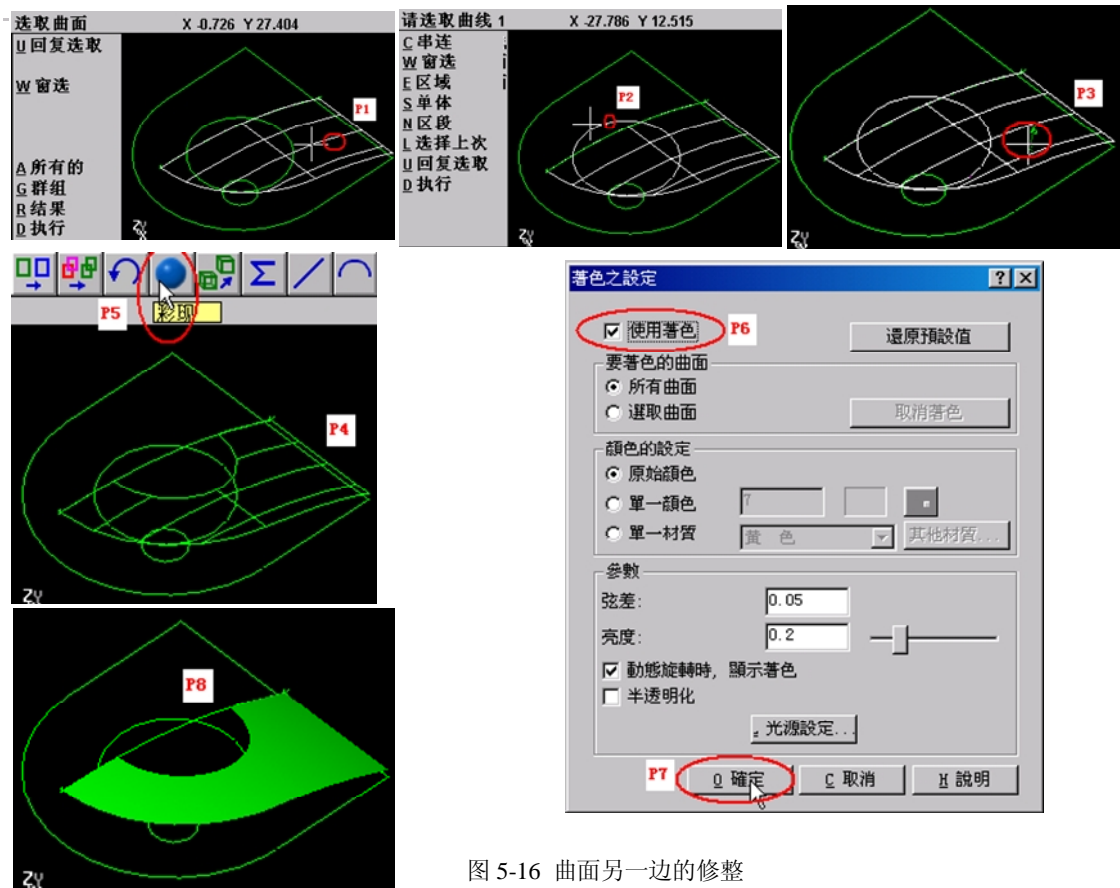 选取曲面
X -0.726 Y 27.404
U 回复选取
W 窗选
A 所有的
G 群组
R 结果
D 执行
P1
请选取曲线 1
X -27.786 Y 12.515
C 串连
W 窗选
E 区域
S 单体
N 区段
L 选择上次
U 回复选取
D 执行
P2
P3
P5
彩现
P4
P8
著色之設定
使用著色
P6
還原預設值
要著色的曲面
所有曲面
選取曲面
取消著色
顏色的設定
原始顏色
單一顏色
7
單一材質
黃 色
其他材質...
參數
弦差:
0.05
亮度:
0.2
動態旋轉時, 顯示著色
半透明化
光源設定...
P7
O 確定
C 取消
H 說明
图 5-16 曲面另一边的修整